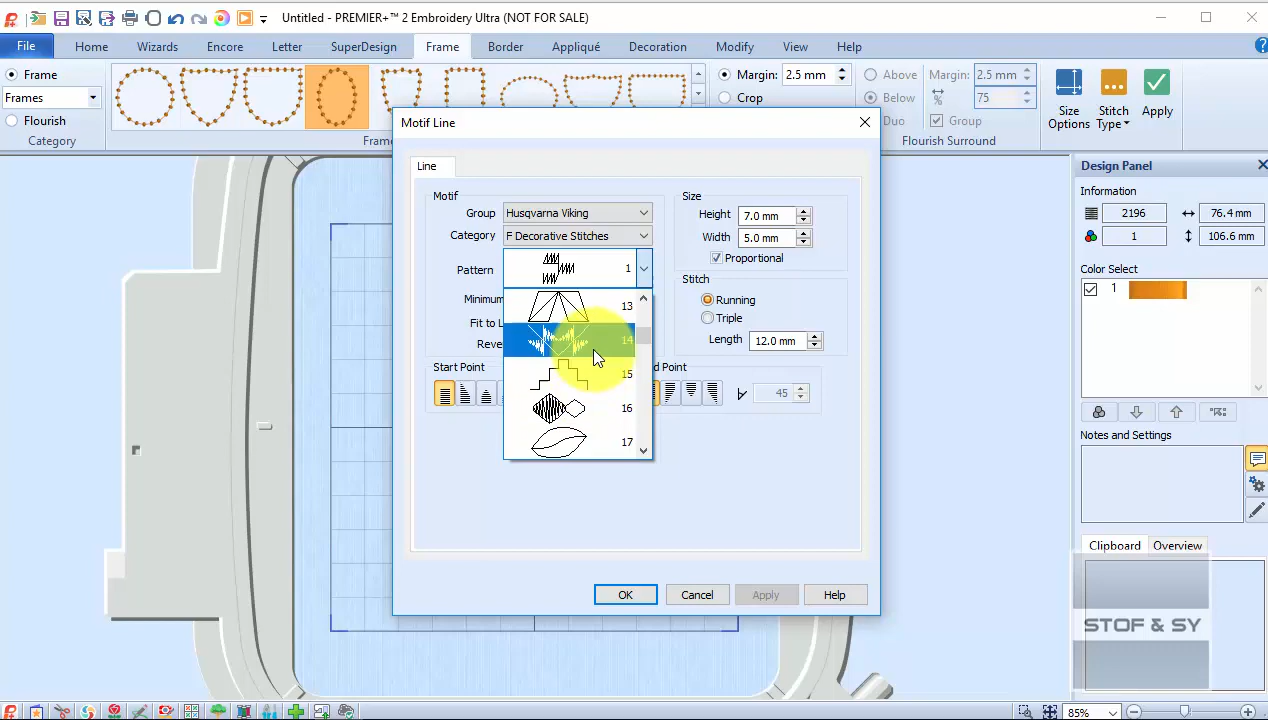 Untitled - PREMIER+™ 2 Embroidery Ultra (NOT FOR SALE)
File Home Wizards Encore Letter SuperDesign Frame Border Appliqué Decoration Modify View Help
Frame
Frames
Flourish
Category
Margin: 2.5 mm
Crop
Above
Below
Duo
Margin: 2.5 mm
75
Group
Flourish Surround
Size Options
Stitch Type
Apply
Motif Line
Line
Motif
Group Husqvarna Viking
Category F Decorative Stitches
Pattern 1
13
14
15
16
17
Size
Height 7.0 mm
Width 5.0 mm
Proportional
Stitch
Running
Triple
Length 12.0 mm
Start Point
45
OK Cancel Apply Help
Design Panel
Information
2196 76.4 mm
1 106.6 mm
Color Select
1
Notes and Settings
Clipboard Overview
STOF & SY
85%